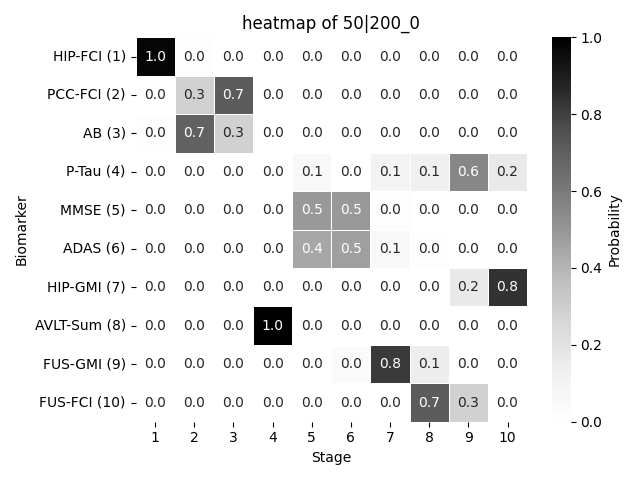 heatmap of 50|200_0
HIP-FCI (1) 1.0 0.0 0.0 0.0 0.0 0.0 0.0 0.0 0.0 0.0
PCC-FCI (2) 0.0 0.3 0.7 0.0 0.0 0.0 0.0 0.0 0.0 0.0
AB (3) 0.0 0.7 0.3 0.0 0.0 0.0 0.0 0.0 0.0 0.0
P-Tau (4) 0.0 0.0 0.0 0.0 0.1 0.0 0.1 0.1 0.6 0.2
MMSE (5) 0.0 0.0 0.0 0.0 0.5 0.5 0.0 0.0 0.0 0.0
ADAS (6) 0.0 0.0 0.0 0.0 0.4 0.5 0.1 0.0 0.0 0.0
HIP-GMI (7) 0.0 0.0 0.0 0.0 0.0 0.0 0.0 0.0 0.2 0.8
AVLT-Sum (8) 0.0 0.0 0.0 1.0 0.0 0.0 0.0 0.0 0.0 0.0
FUS-GMI (9) 0.0 0.0 0.0 0.0 0.0 0.0 0.8 0.1 0.0 0.0
FUS-FCI (10) 0.0 0.0 0.0 0.0 0.0 0.0 0.0 0.7 0.3 0.0
1 2 3 4 5 6 7 8 9 10
Stage
Biomarker
1.0
0.8
0.6
0.4
0.2
0.0
Probability